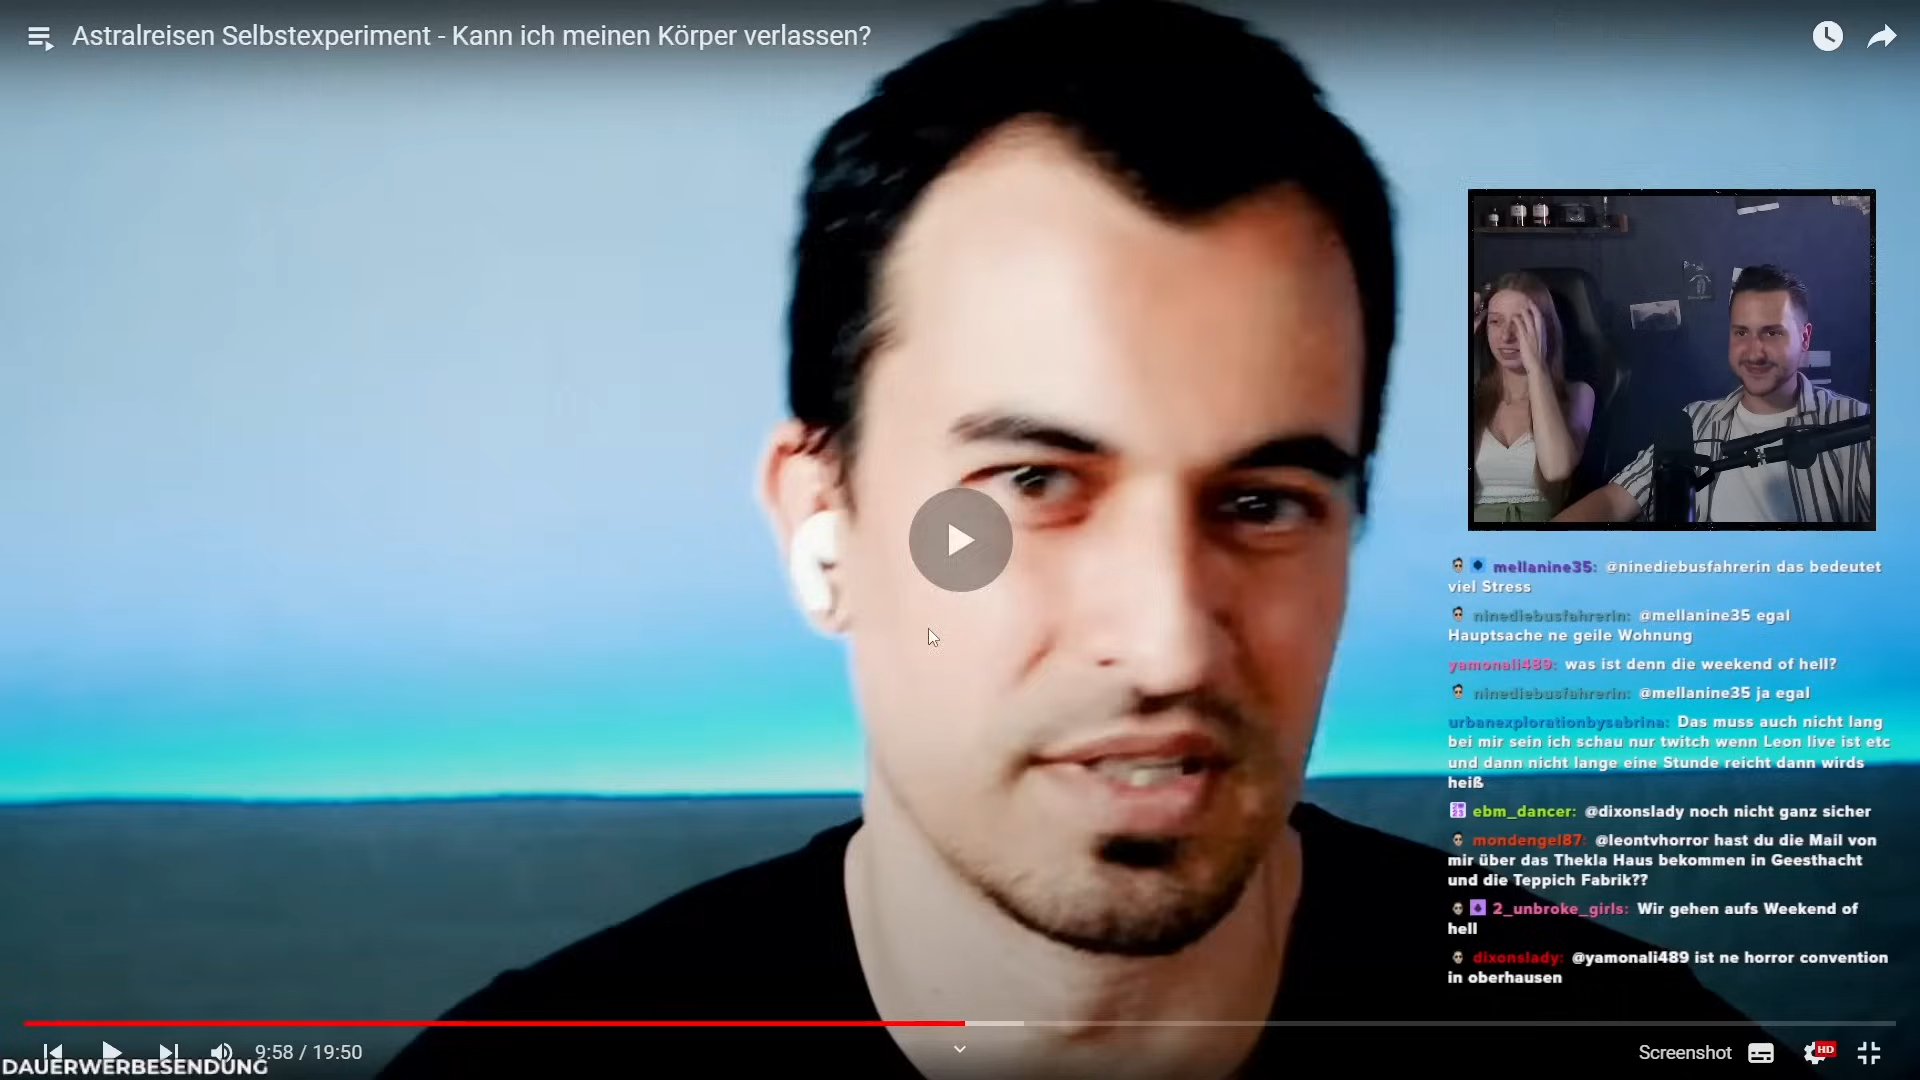 Astralreisen Selbstexperiment - Kann ich meinen Körper verlassen?
mellanine35: @ninediebusfahrerin das bedeutet
viel Stress
ninediebusfahrerin: @mellanine35 egal
Hauptsache ne geile Wohnung
yamonali489: was ist denn die weekend of hell?
ninediebusfahrerin: @mellanine35 ja egal
urbanexplorationbysabrina: Das muss auch nicht lang
bei mir sein ich schau nur twitch wenn Leon live ist etc
und dann nicht lange eine Stunde reicht dann wirds
heiß
ebm_dancer: @dixonslady noch nicht ganz sicher
mondengel87: @leontvhorror hast du die Mail von
mir über das Thekla Haus bekommen in Geesthacht
und die Teppich Fabrik??
2_unbroke_girls: Wir gehen aufs Weekend of
hell
dixonslady: @yamonali489 ist ne horror convention
in oberhausen
9:58 / 19:50
Screenshot
HD
DAUERWERBESENDUNG